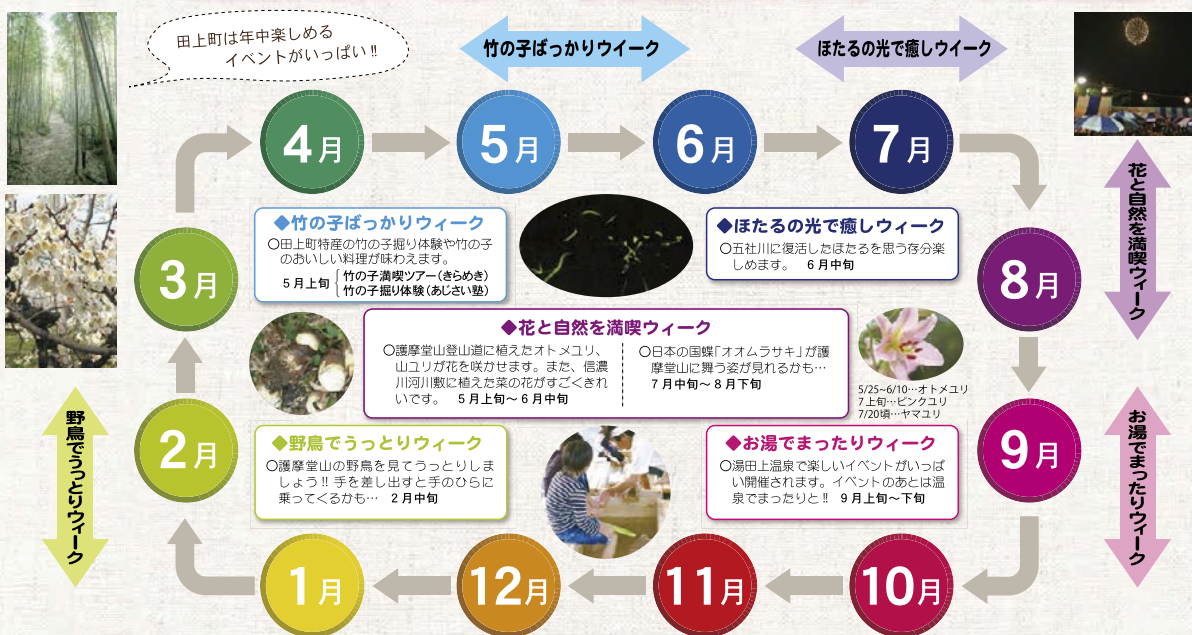 田上町は年中楽しめる
イベントがいっぱい!!
竹の子ばっかりウイーク
ほたるの光で癒しウイーク
4月
5月
6月
7月
花と自然を満喫ウィーク
◆竹の子ばっかりウィーク
○田上町特産の竹の子掘り体験や竹の子
のおいしい料理が味わえます。
5月上旬{竹の子満喫ツアー(きらめき)
竹の子掘り体験(あじさい塾)
◆ほたるの光で癒しウィーク
○五社川に復活したほたるを思う存分楽
しめます。 6月中旬
3月
8月
◆花と自然を満喫ウィーク
○護摩堂山登山道に植えたオトメユリ、
山ユリが花を咲かせます。また、信濃
川河川敷に植えた菜の花がすごくきれ
いです。 5月上旬〜6月中旬
○日本の国蝶「オオムラサキ」が護
摩堂山に舞う姿が見れるかも…
7月中旬〜8月下旬
5/25~6/10…オトメユリ
7上旬…ピンクユリ
7/20頃…ヤマユリ
野鳥でうっとりウィーク
2月
9月
お湯でまったりウィーク
◆野鳥でうっとりウィーク
○護摩堂山の野鳥を見てうっとりしま
しょう!!手を差し出すと手のひらに
乗ってくるかも… 2月中旬
◆お湯でまったりウィーク
○湯田上温泉で楽しいイベントがいっぱ
い開催されます。イベントのあとは温
泉でまったりと!! 9月上旬〜下旬
1月
12月
11月
10月